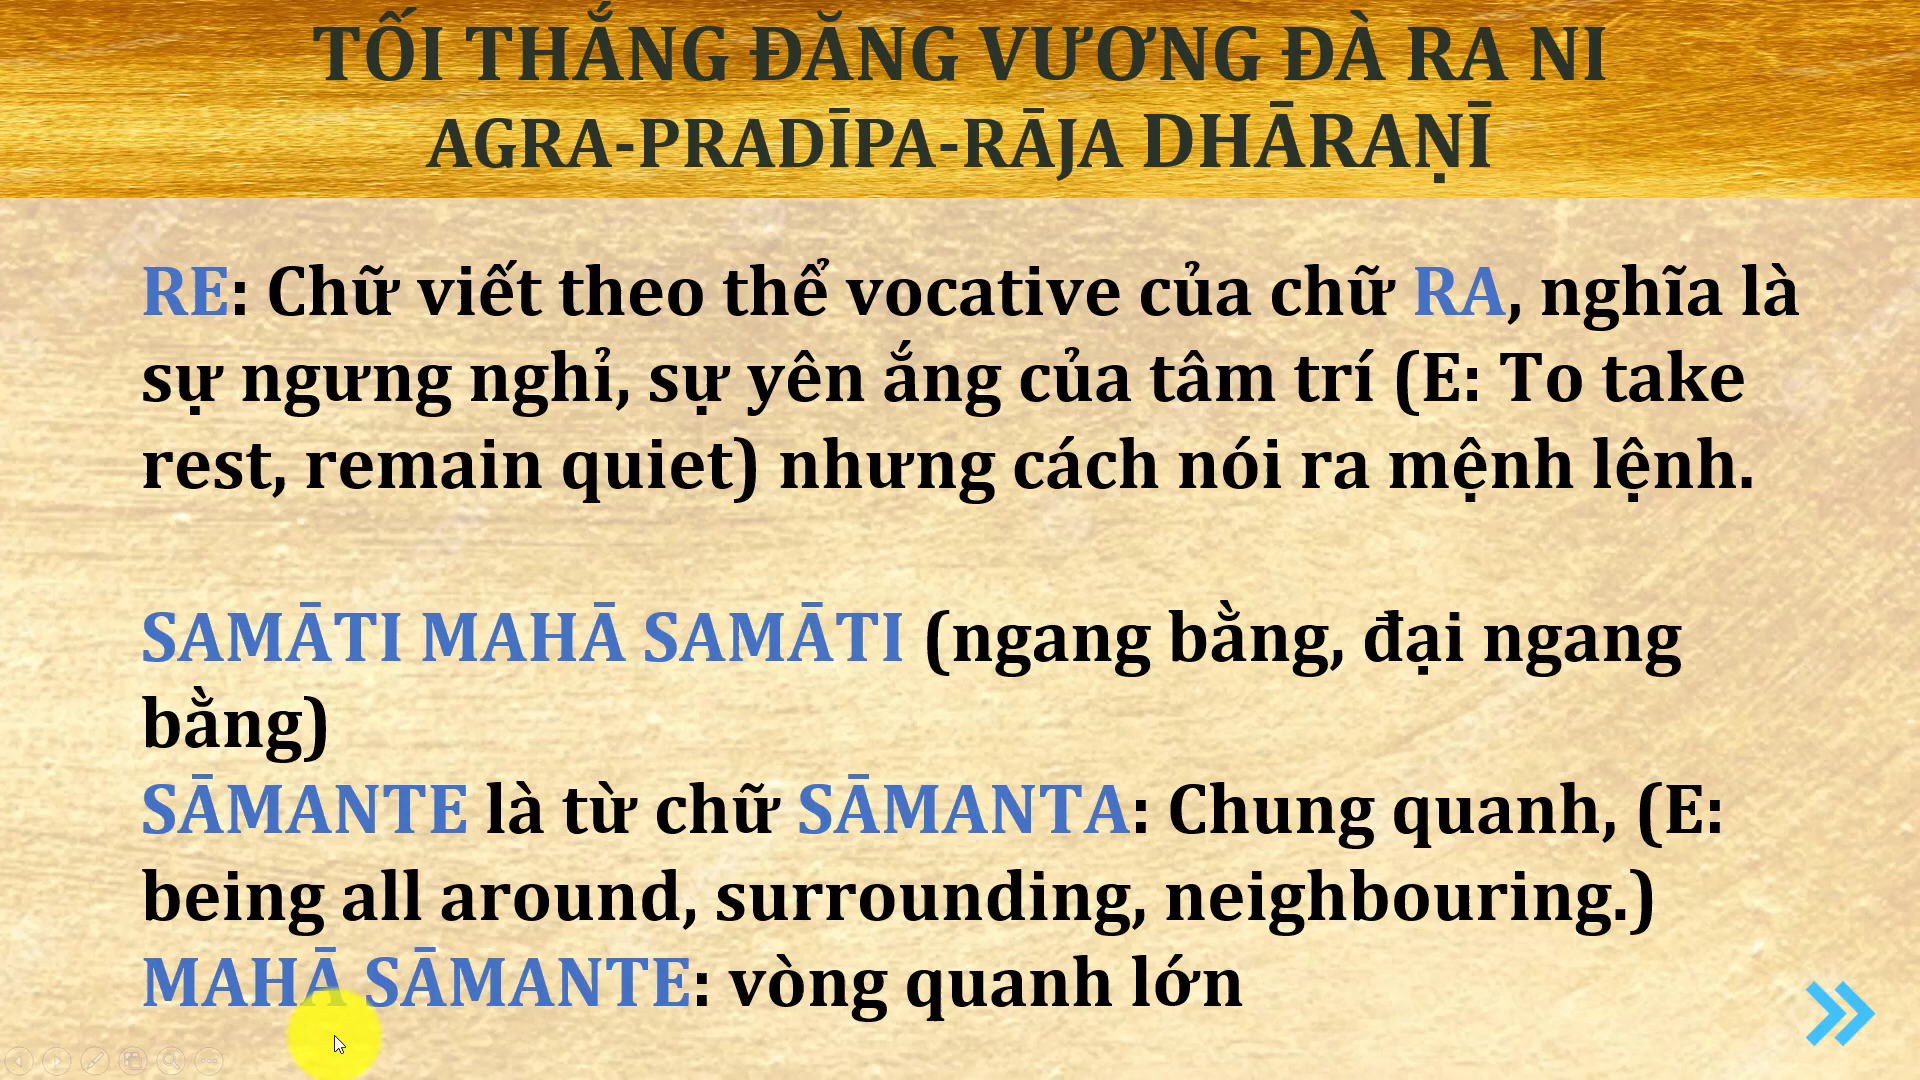 TỐI THẮNG ĐĂNG VƯƠNG ĐÀ RA NI
AGRA-PRADĪPA-RĀJA DHĀRAṆĪ
RE: Chữ viết theo thể vocative của chữ RA, nghĩa là
sự ngưng nghỉ, sự yên ắng của tâm trí (E: To take
rest, remain quiet) nhưng cách nói ra mệnh lệnh.
SAMĀTI MAHĀ SAMĀTI (ngang bằng, đại ngang
bằng)
SĀMANTE là từ chữ SĀMANTA: Chung quanh, (E:
being all around, surrounding, neighbouring.)
MAHĀ SĀMANTE: vòng quanh lớn